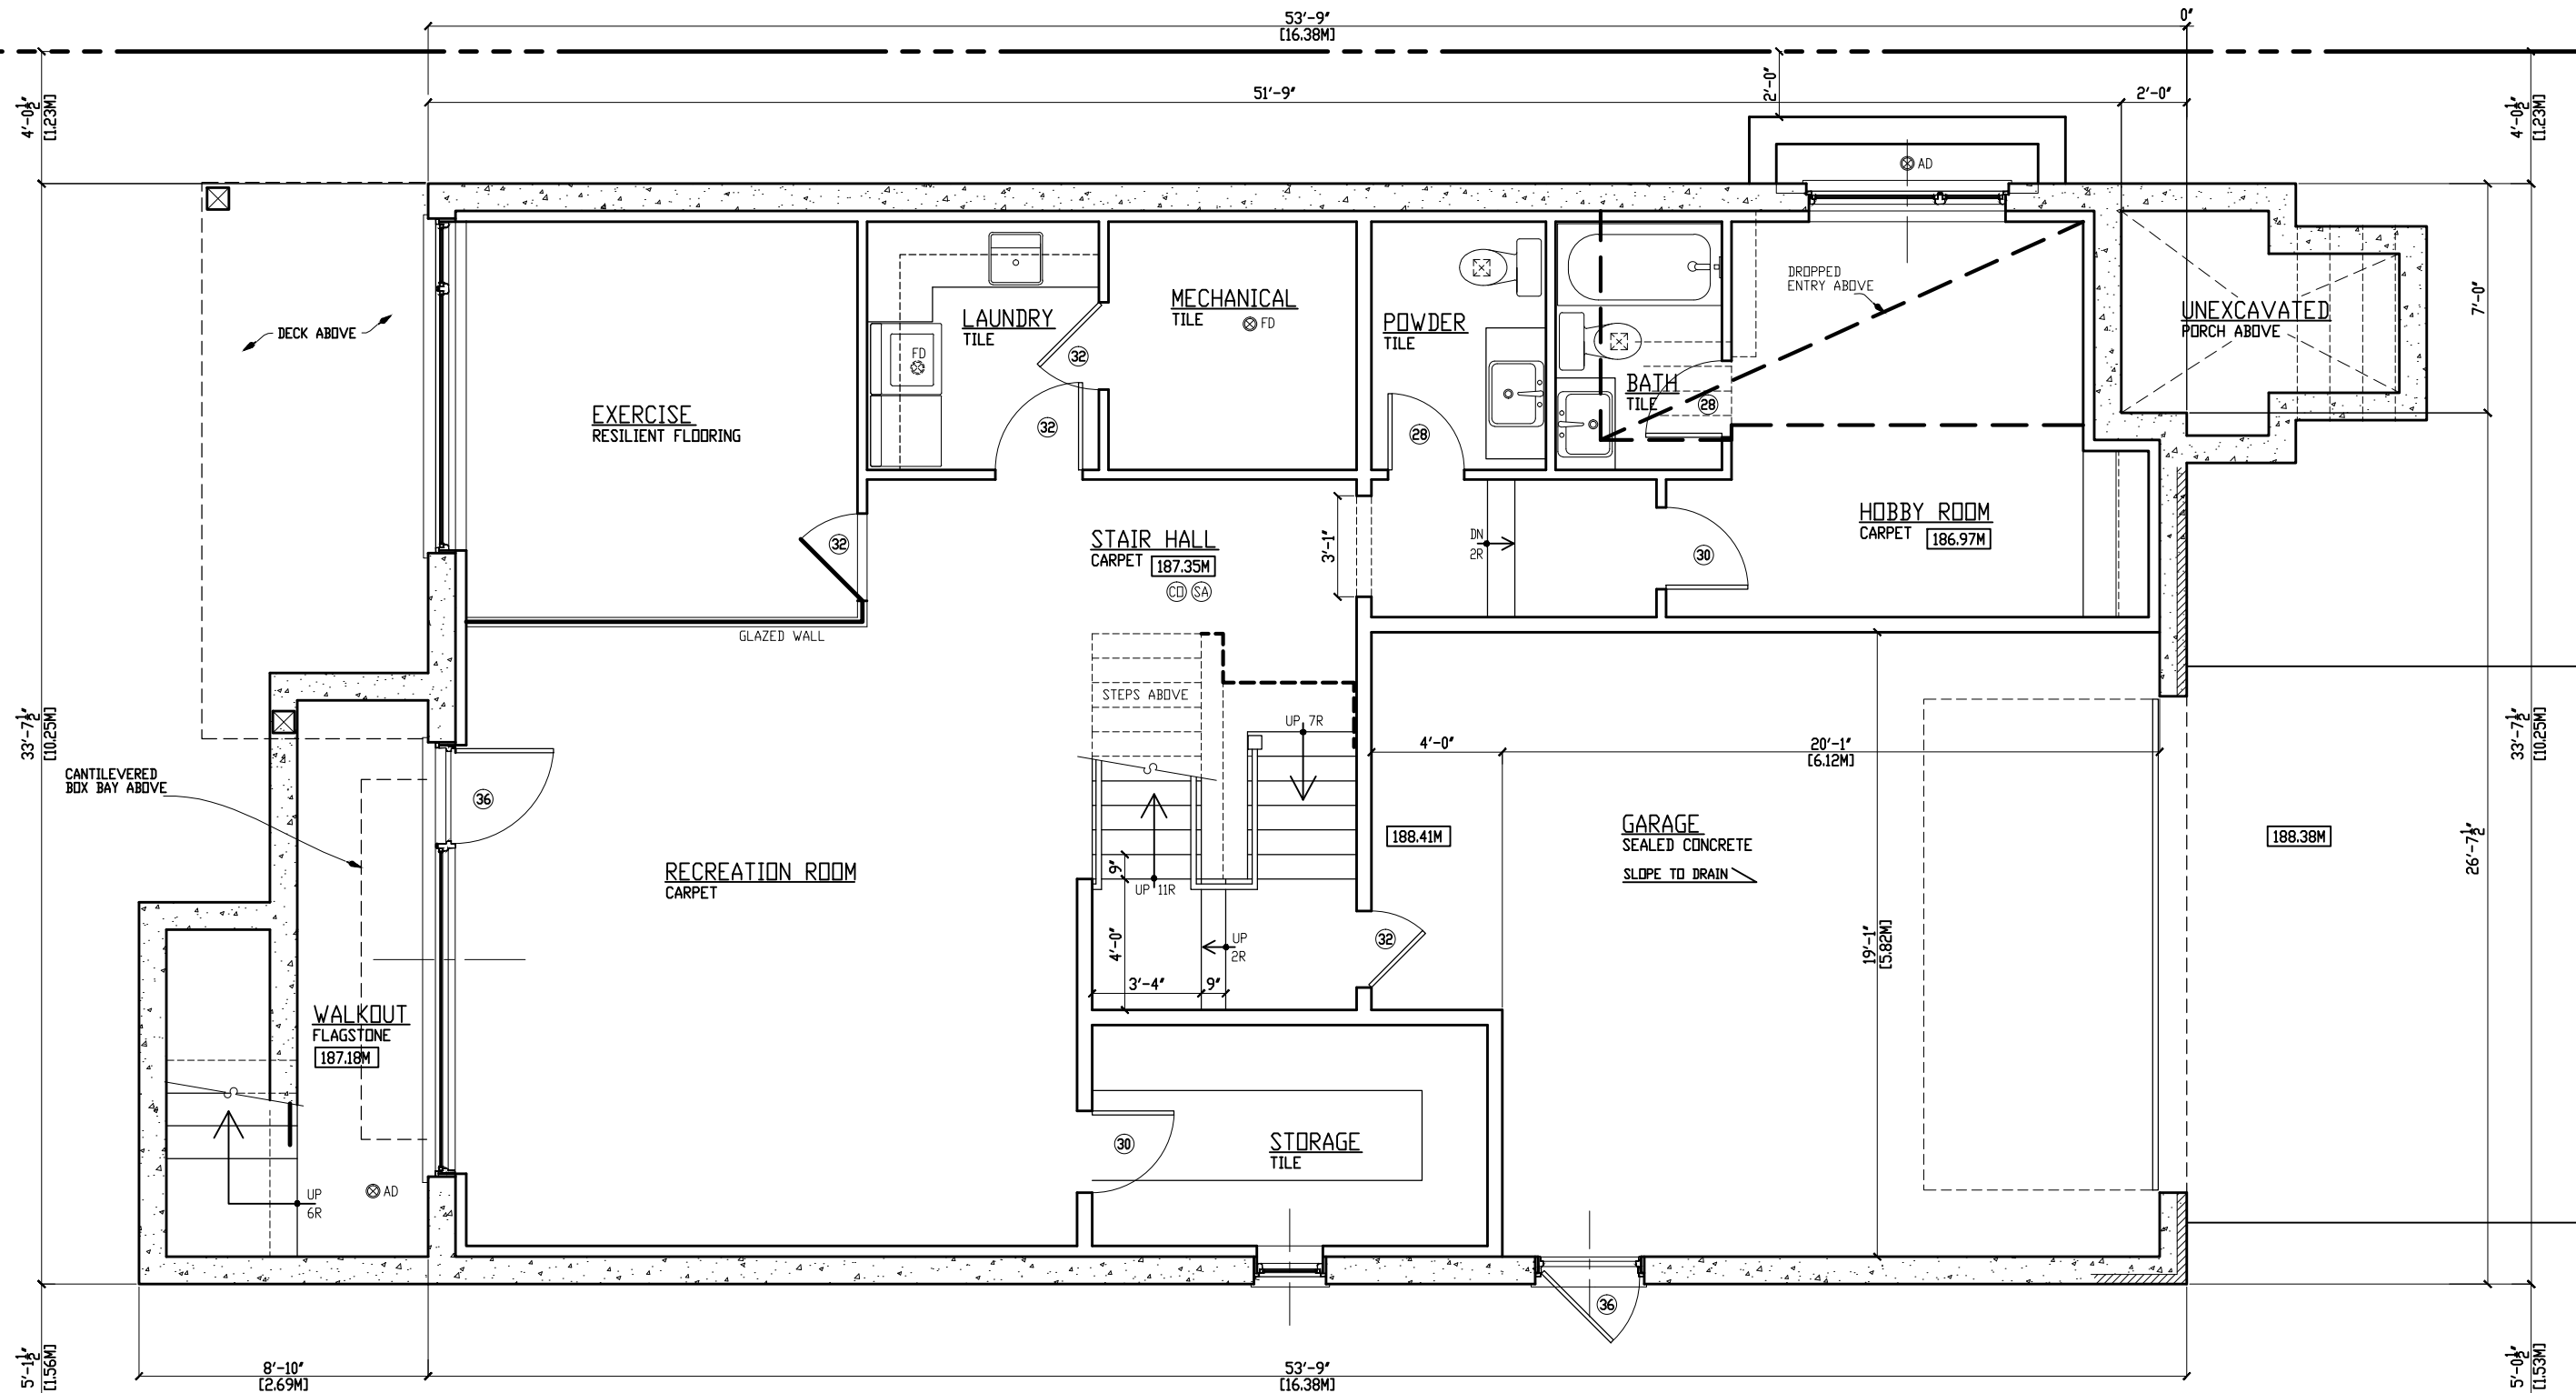 53'-9"
[16.38M]
0"
4'-0½"
[1.23M]
51'-9"
2'-0"
2'-0"
4'-0½"
[1.23M]
AD
DECK ABOVE
LAUNDRY
TILE
FD
32
MECHANICAL
TILE
FD
POWDER
TILE
DROPPED
ENTRY ABOVE
UNEXCAVATED
PORCH ABOVE
7'-0"
EXERCISE
RESILIENT FLOORING
32
28
BATH
TILE
28
32
STAIR HALL
CARPET
187.35M
CD
SA
3'-1"
DN
2R
30
HOBBY ROOM
CARPET
186.97M
GLAZED WALL
STEPS ABOVE
UP 7R
33'-7½"
[10.25M]
CANTILEVERED
BOX BAY ABOVE
36
4'-0"
20'-1"
[6.12M]
33'-7½"
[10.25M]
188.41M
GARAGE
SEALED CONCRETE
SLOPE TO DRAIN
188.38M
26'-7½"
RECREATION ROOM
CARPET
9"
UP 11R
4'-0"
UP
2R
32
19'-1"
[5.82M]
3'-4"
9"
WALKOUT
FLAGSTONE
187.18M
30
STORAGE
TILE
UP
6R
AD
36
5'-1½"
[1.56M]
8'-10"
[2.69M]
53'-9"
[16.38M]
5'-0½"
[1.53M]